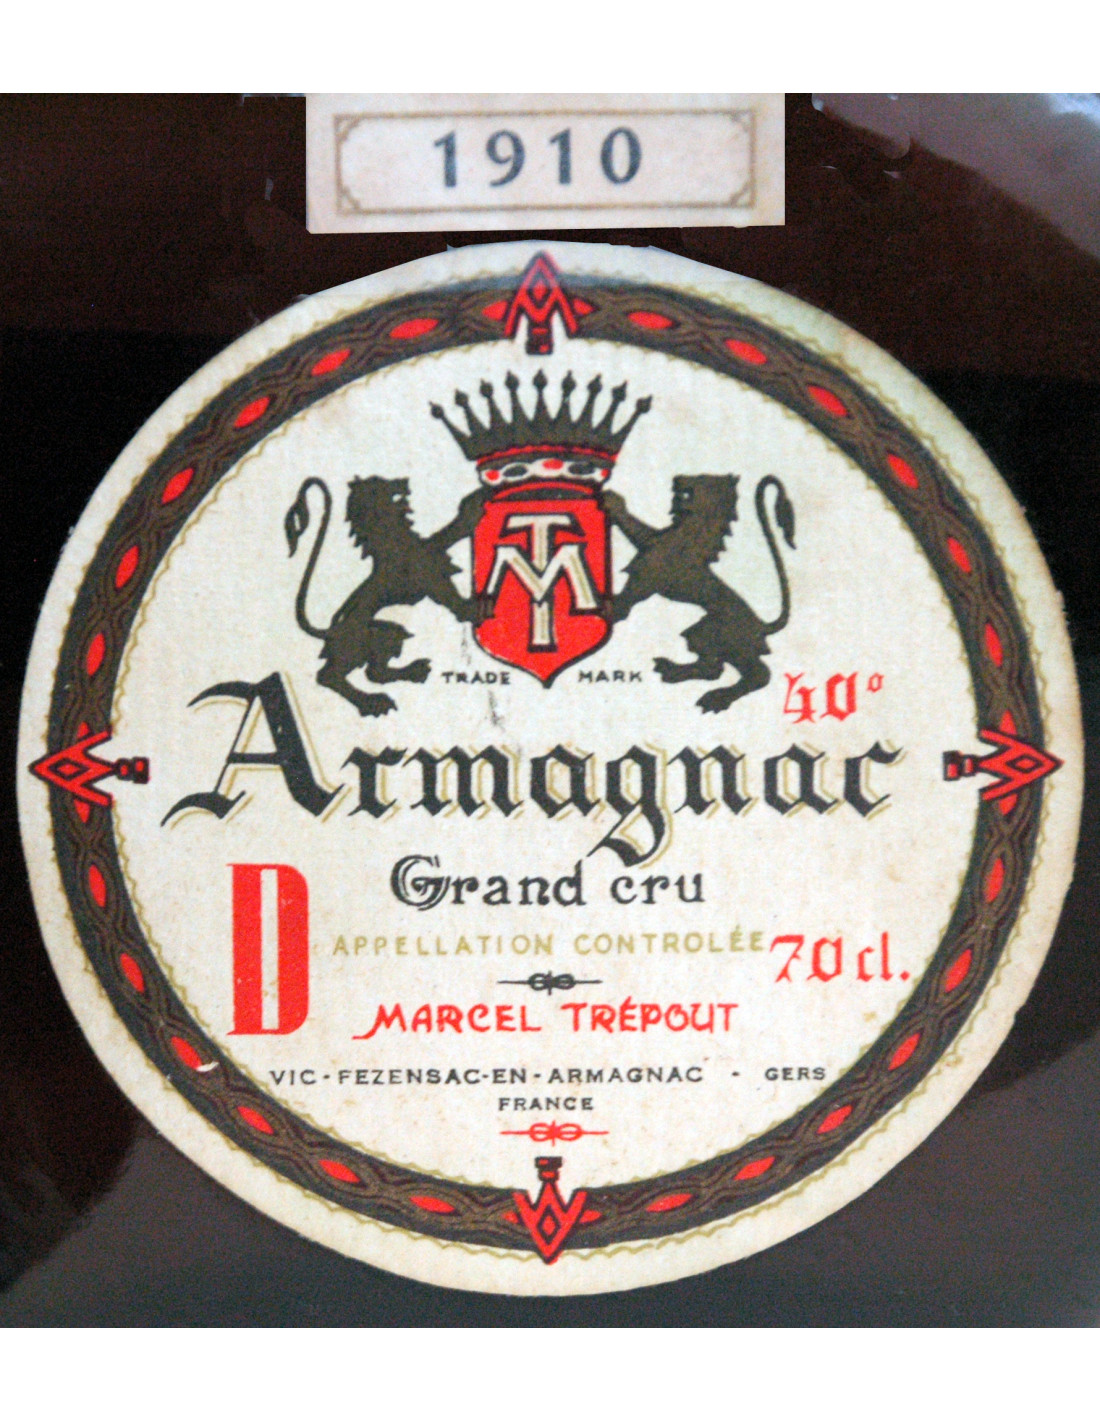 1910
TM
TRADE MARK
40°
Armagnac
Grand cru
D
APPELLATION CONTROLÉE
70 cl.
MARCEL TRÉPOUT
VIC-FEZENSAC-EN-ARMAGNAC - GERS
FRANCE